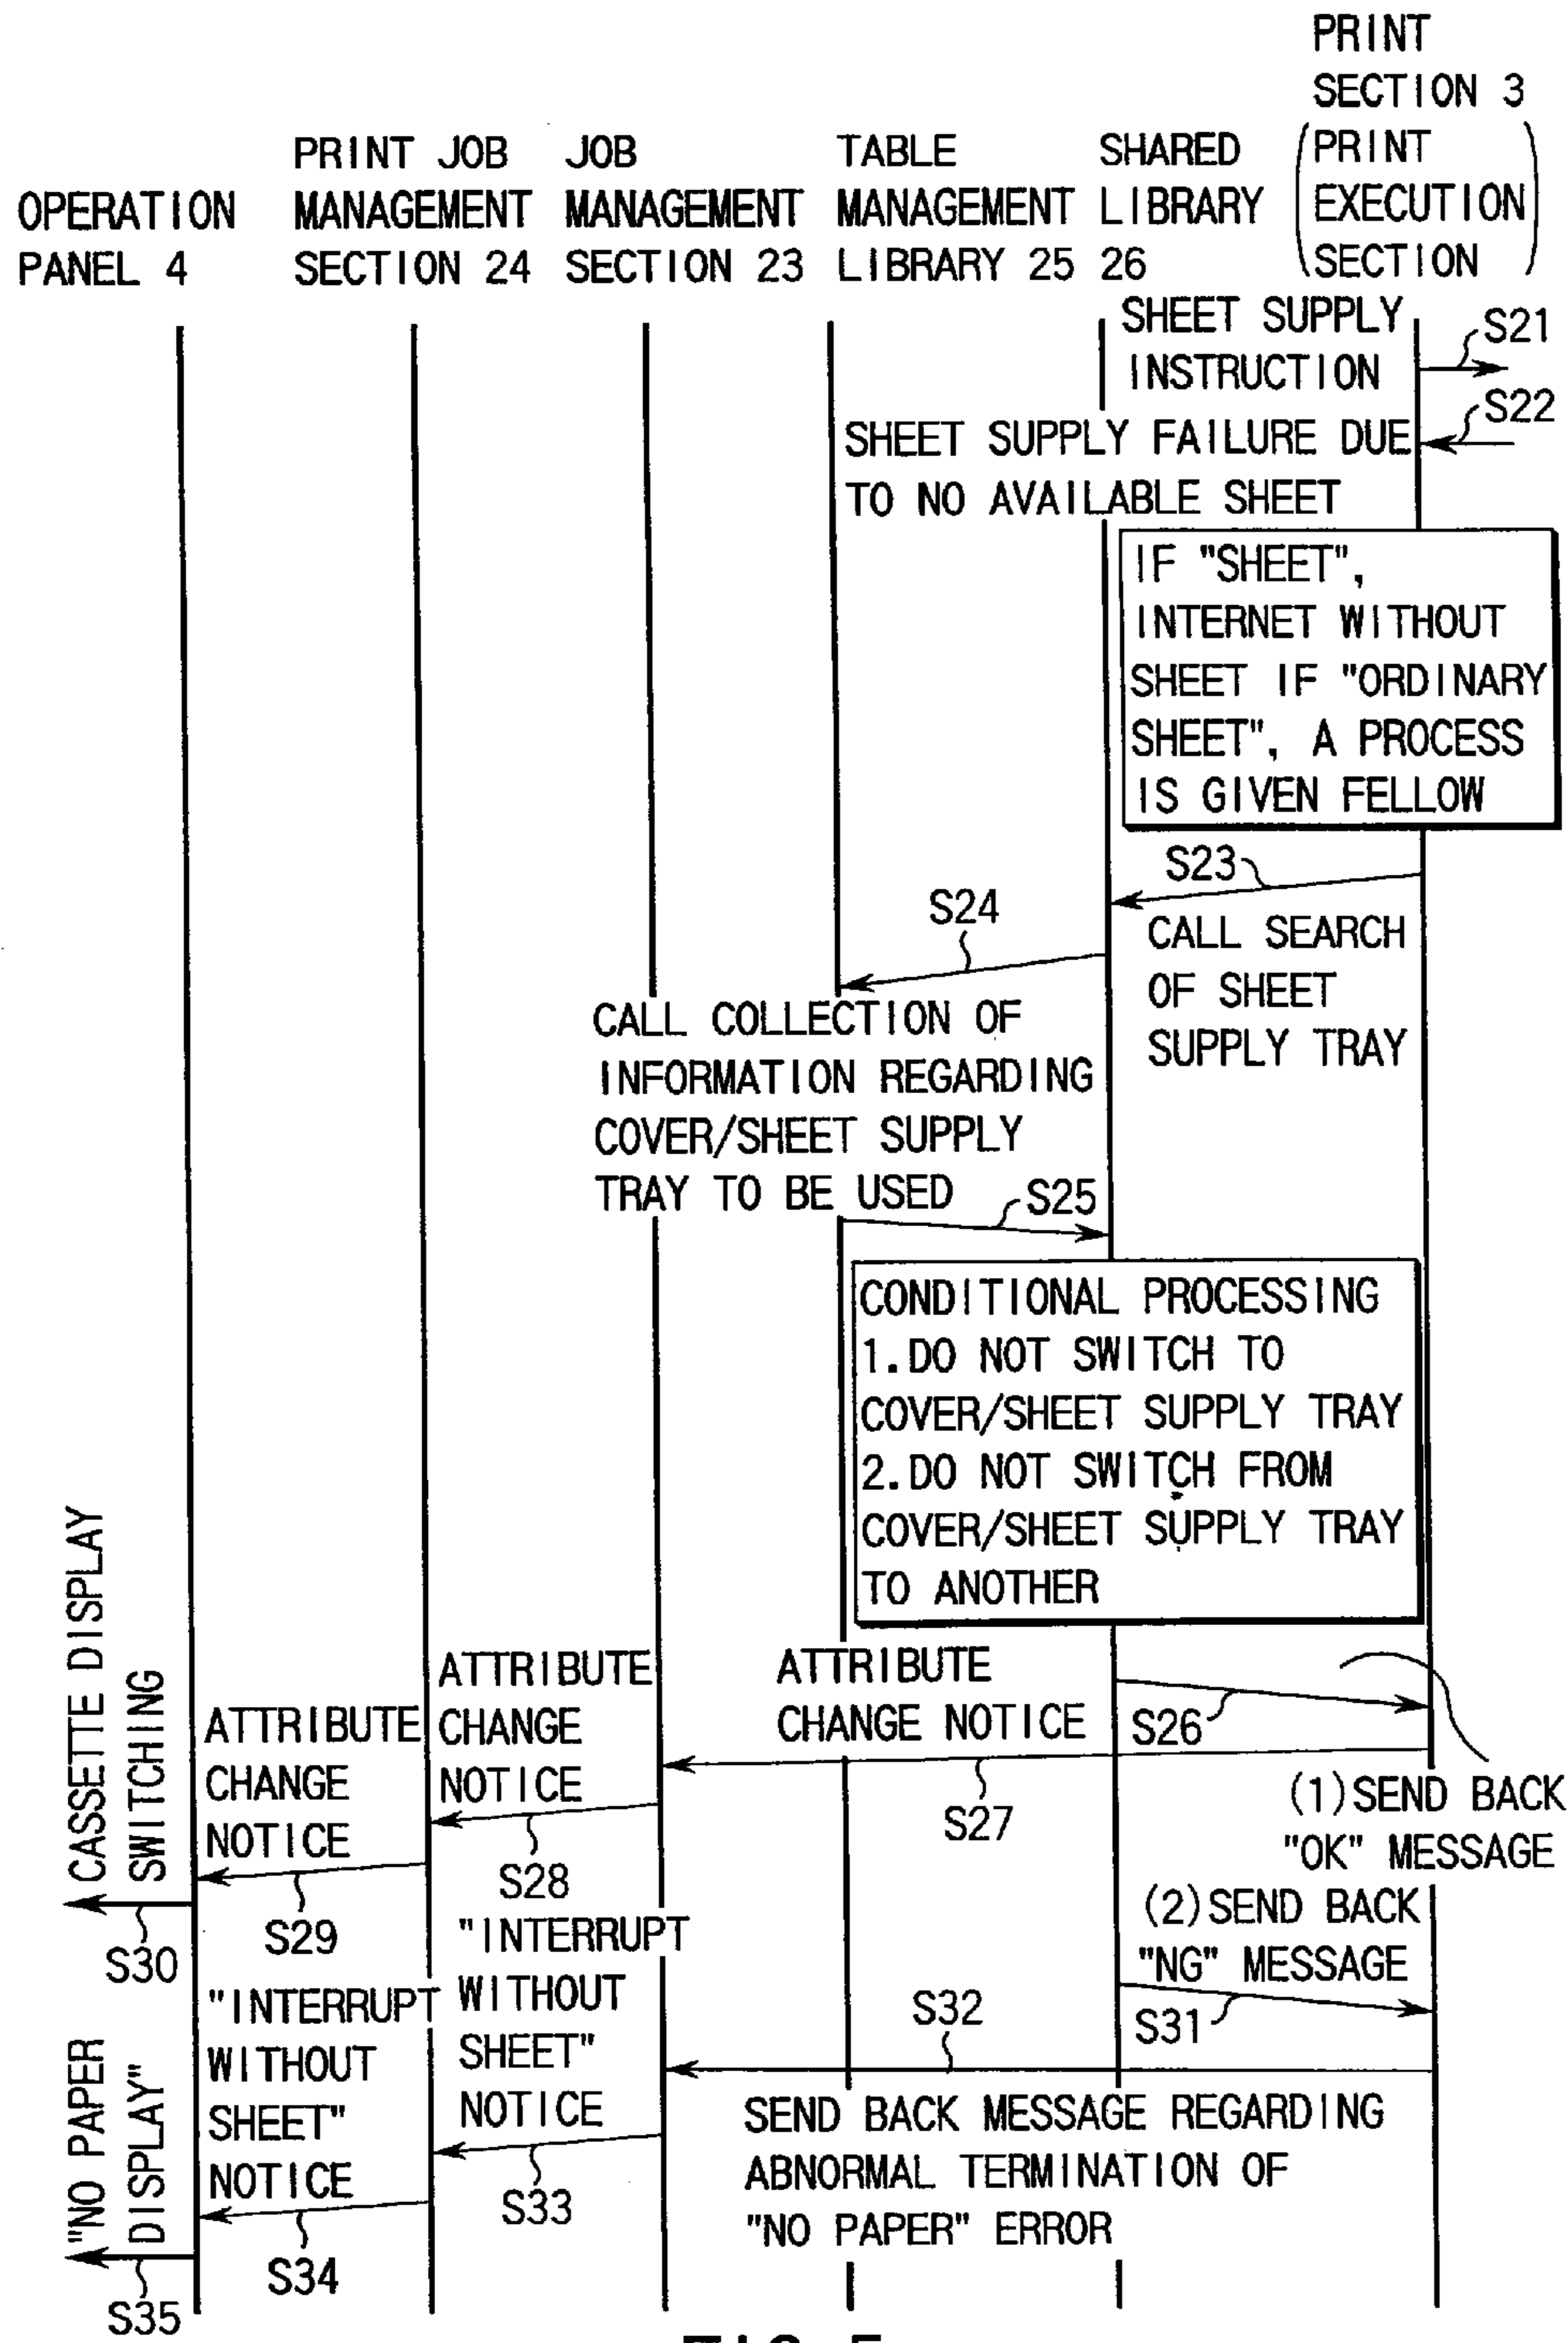 OPERATION
PANEL 4
PRINT JOB
MANAGEMENT
SECTION 24
JOB
MANAGEMENT
SECTION 23
TABLE
MANAGEMENT
LIBRARY 25
SHARED
LIBRARY
26
PRINT
SECTION 3
(PRINT
EXECUTION
SECTION)
SHEET SUPPLY
INSTRUCTION
S21
S22
SHEET SUPPLY FAILURE DUE
TO NO AVAILABLE SHEET
IF "SHEET",
INTERNET WITHOUT
SHEET IF "ORDINARY
SHEET", A PROCESS
IS GIVEN FELLOW
S23
CALL SEARCH
OF SHEET
SUPPLY TRAY
S24
CALL COLLECTION OF
INFORMATION REGARDING
COVER/SHEET SUPPLY
TRAY TO BE USED
S25
CONDITIONAL PROCESSING
1.DO NOT SWITCH TO
COVER/SHEET SUPPLY TRAY
2.DO NOT SWITCH FROM
COVER/SHEET SUPPLY TRAY
TO ANOTHER
S26
(1)SEND BACK
"OK" MESSAGE
ATTRIBUTE
CHANGE NOTICE
S27
ATTRIBUTE
CHANGE
NOTICE
S28
ATTRIBUTE
CHANGE
NOTICE
S29
CASSETTE DISPLAY
SWITCHING
S30
(2)SEND BACK
"NG" MESSAGE
S31
S32
SEND BACK MESSAGE REGARDING
ABNORMAL TERMINATION OF
"NO PAPER" ERROR
"INTERRUPT
WITHOUT
SHEET"
NOTICE
S33
"INTERRUPT
WITHOUT
SHEET"
NOTICE
S34
"NO PAPER
DISPLAY"
S35